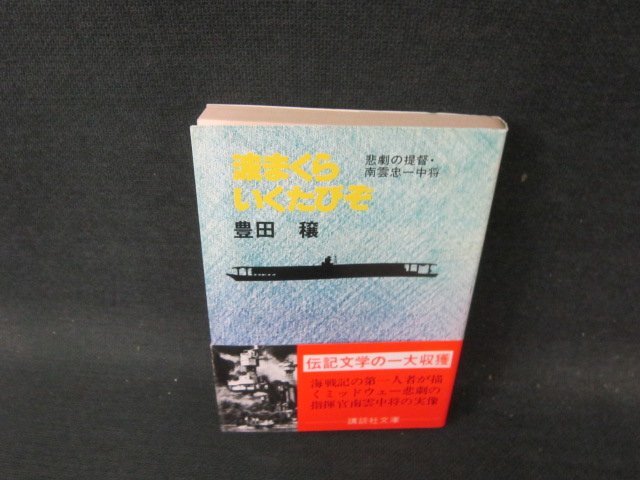 波まくら
いくたびぞ
悲劇の提督・
南雲忠一中将
豊田 穣
伝記文学の一大収獲
海戦記の第一人者が描
くミッドウェー悲劇の
指揮官南雲中将の実像
講談社文庫